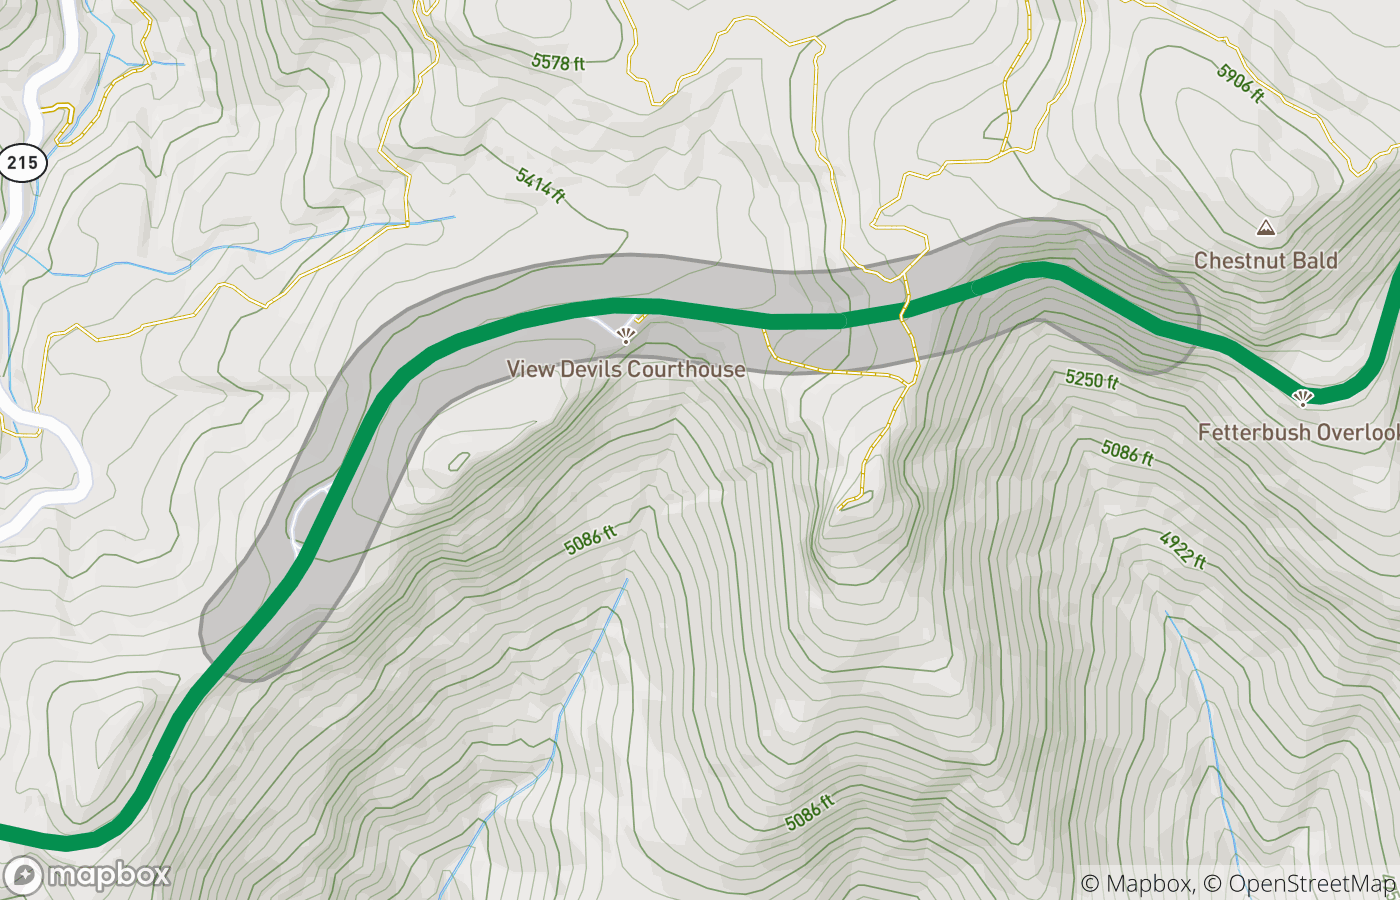 5578 ft
5906 ft
215
5414 ft
Chestnut Bald
View Devils Courthouse
5250 ft
Fetterbush Overlook
5086 ft
5086 ft
4922 ft
5086 ft
mapbox
© Mapbox, © OpenStreetMap